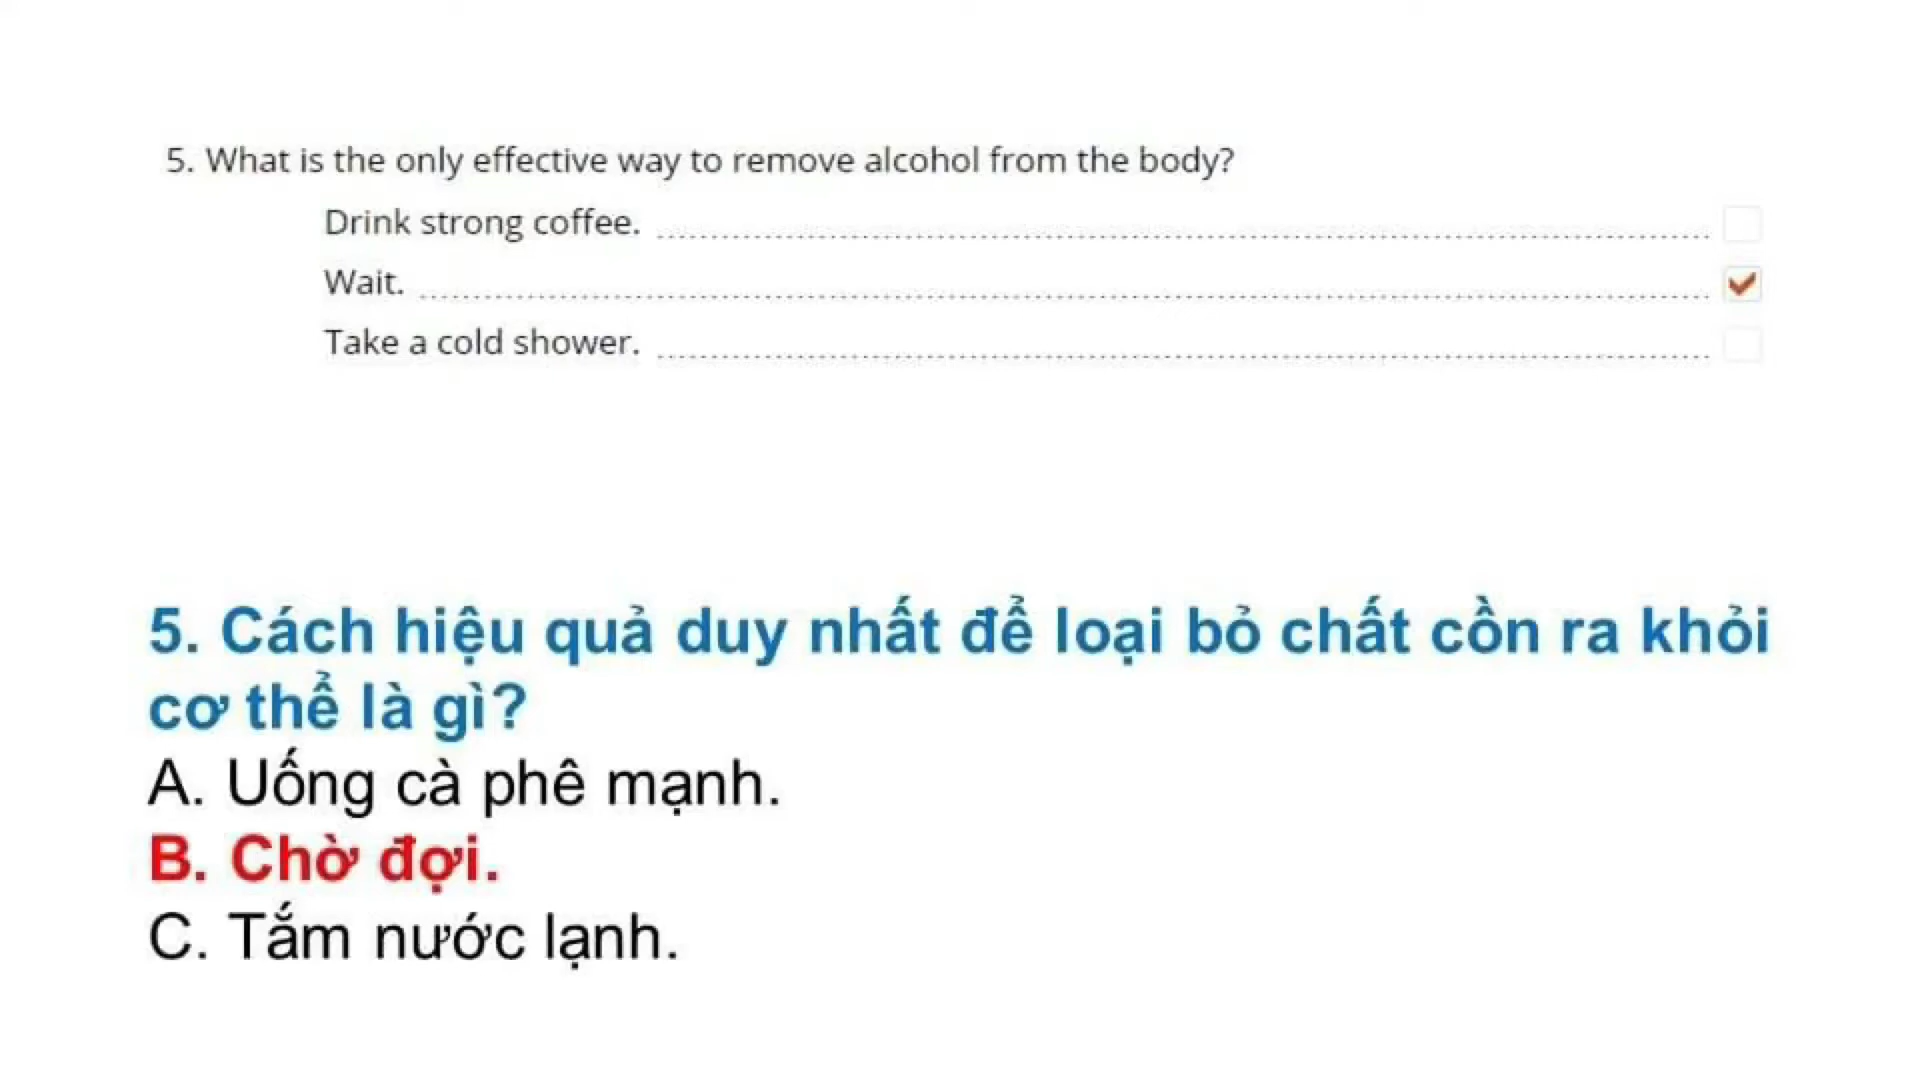 5. What is the only effective way to remove alcohol from the body?
Drink strong coffee.
Wait.
Take a cold shower.
5. Cách hiệu quả duy nhất để loại bỏ chất cồn ra khỏi
cơ thể là gì?
A. Uống cà phê mạnh.
B. Chờ đợi.
C. Tắm nước lạnh.